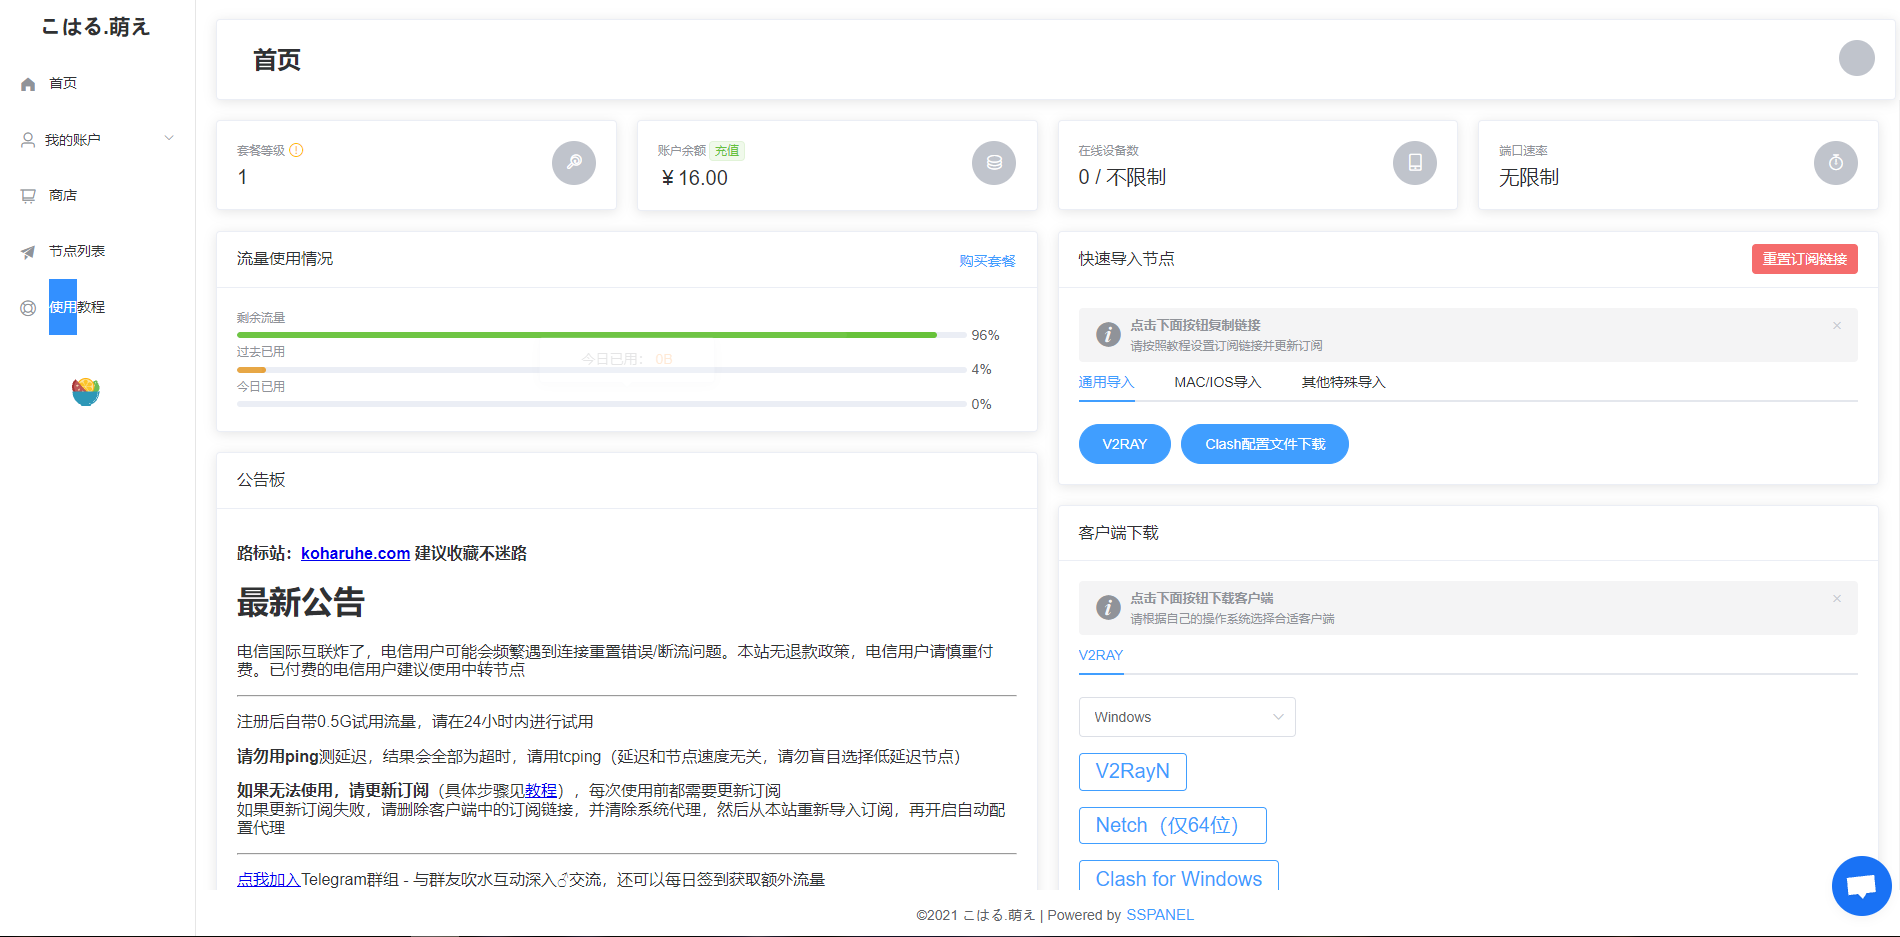 こはる.萌え
首页
我的账户
商店
节点列表
使用教程
首页
套餐等级
1
账户余额 充值
¥ 16.00
在线设备数
0 / 不限制
端口速率
无限制
流量使用情况
购买套餐
剩余流量
96%
过去已用
4%
今日已用
0%
今日已用： 0B
公告板
路标站：koharuhe.com 建议收藏不迷路
最新公告
电信国际互联炸了，电信用户可能会频繁遇到连接重置错误/断流问题。本站无退款政策，电信用户请慎重付
费。已付费的电信用户建议使用中转节点
注册后自带0.5G试用流量，请在24小时内进行试用
请勿用ping测延迟，结果会全部为超时，请用tcping（延迟和节点速度无关，请勿盲目选择低延迟节点）
如果无法使用，请更新订阅（具体步骤见教程），每次使用前都需要更新订阅
如果更新订阅失败，请删除客户端中的订阅链接，并清除系统代理，然后从本站重新导入订阅，再开启自动配
置代理
点我加入Telegram群组 - 与群友吹水互动深入♂交流，还可以每日签到获取额外流量
快速导入节点
重置订阅链接
点击下面按钮复制链接
请按照教程设置订阅链接并更新订阅
通用导入 MAC/IOS导入 其他特殊导入
V2RAY Clash配置文件下载
客户端下载
点击下面按钮下载客户端
请根据自己的操作系统选择合适客户端
V2RAY
Windows
V2RayN
Netch（仅64位）
Clash for Windows
©2021 こはる.萌え | Powered by SSPANEL